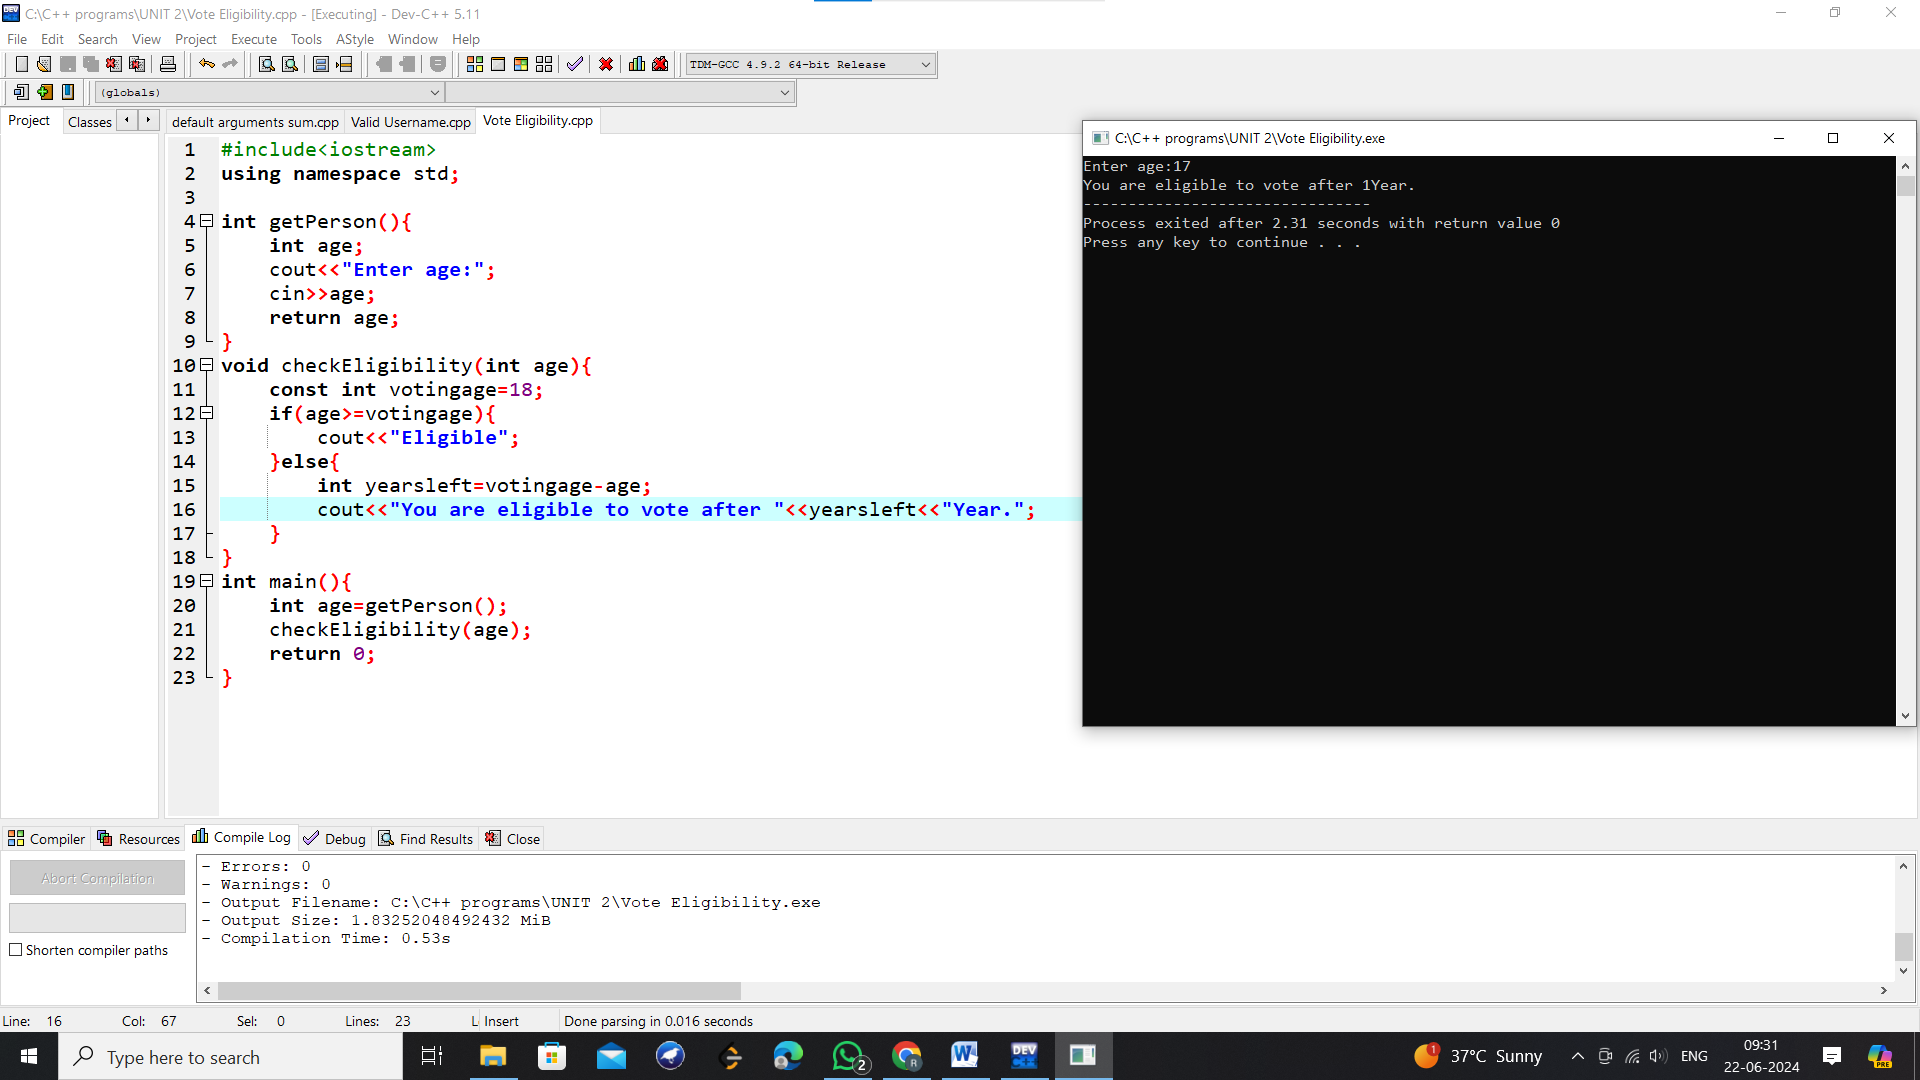 C:\C++ programs\UNIT 2\Vote Eligibility.cpp - [Executing] - Dev-C++ 5.11
File Edit Search View Project Execute Tools AStyle Window Help
TDM-GCC 4.9.2 64-bit Release
(globals)
Project Classes default arguments sum.cpp Valid Username.cpp Vote Eligibility.cpp
1 #include<iostream>
2 using namespace std;
3
4 int getPerson(){
5 int age;
6 cout<<"Enter age:";
7 cin>>age;
8 return age;
9 }
10 void checkEligibility(int age){
11 const int votingage=18;
12 if(age>=votingage){
13 cout<<"Eligible";
14 }else{
15 int yearsleft=votingage-age;
16 cout<<"You are eligible to vote after "<<yearsleft<<"Year.";
17 }
18 }
19 int main(){
20 int age=getPerson();
21 checkEligibility(age);
22 return 0;
23 }
C:\C++ programs\UNIT 2\Vote Eligibility.exe
Enter age:17
You are eligible to vote after 1Year.
--------------------------------
Process exited after 2.31 seconds with return value 0
Press any key to continue . . .
Compiler Resources Compile Log Debug Find Results Close
Abort Compilation
Shorten compiler paths
- Errors: 0
- Warnings: 0
- Output Filename: C:\C++ programs\UNIT 2\Vote Eligibility.exe
- Output Size: 1.83252048492432 MiB
- Compilation Time: 0.53s
Line: 16 Col: 67 Sel: 0 Lines: 23 L Insert Done parsing in 0.016 seconds
Type here to search
DEV
2
R
W
DEV
1
37°C Sunny
ENG
09:31
22-06-2024
PRE